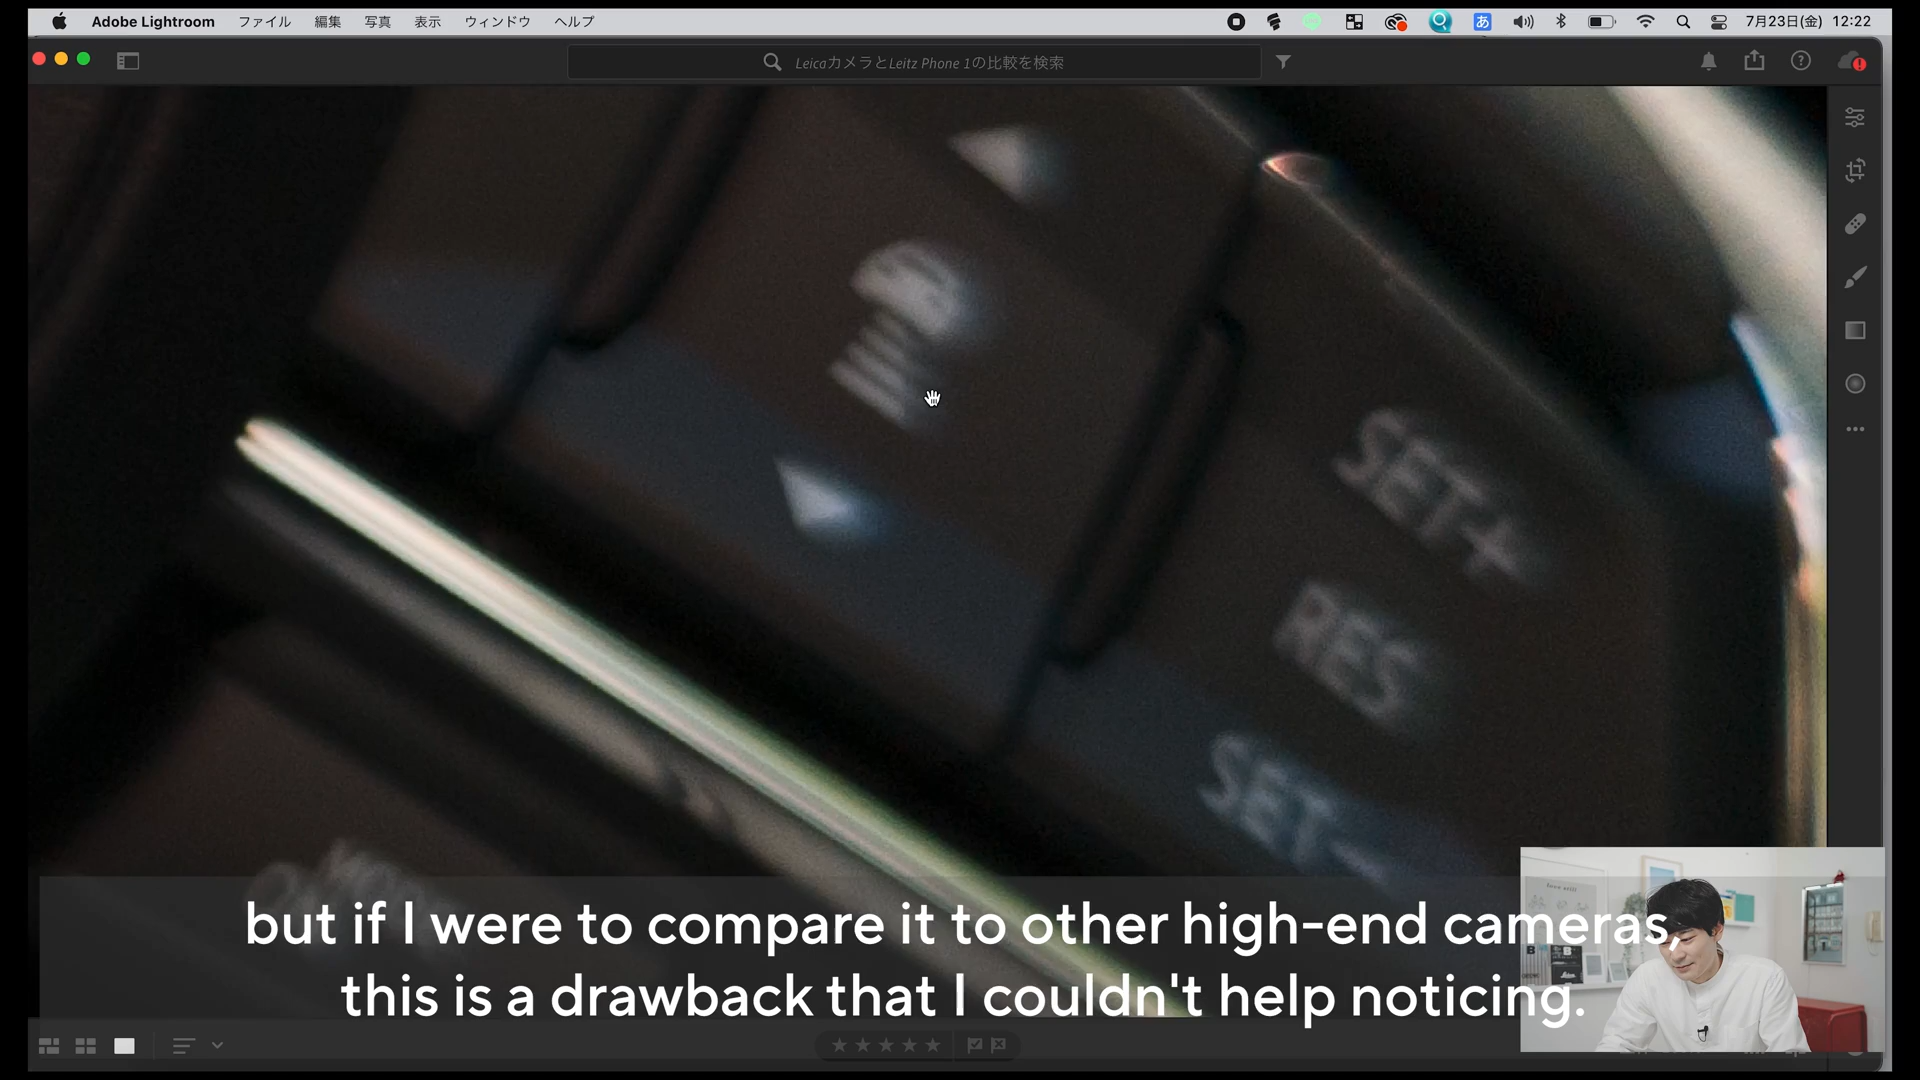 Adobe Lightroom ファイル 編集 写真 表示 ウィンドウ ヘルプ あ 7月23日(金) 12:22
LeicaカメラとLeitz Phone 1の比較を検索
SET+
RES
SET-
but if I were to compare it to other high-end cameras,
this is a drawback that I couldn't help noticing.